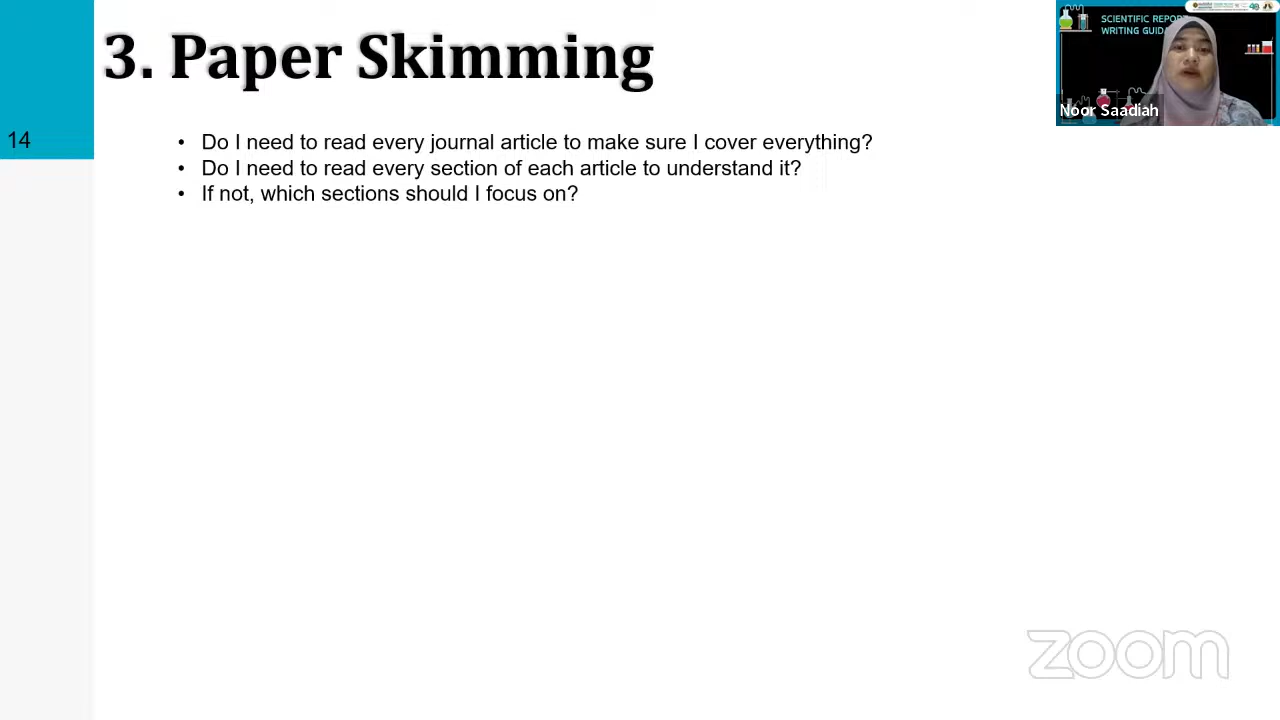 3. Paper Skimming
SCIENTIFIC REPORT
WRITING GUIDA
Noor Saadiah
14
• Do I need to read every journal article to make sure I cover everything?
• Do I need to read every section of each article to understand it?
• If not, which sections should I focus on?
zoom